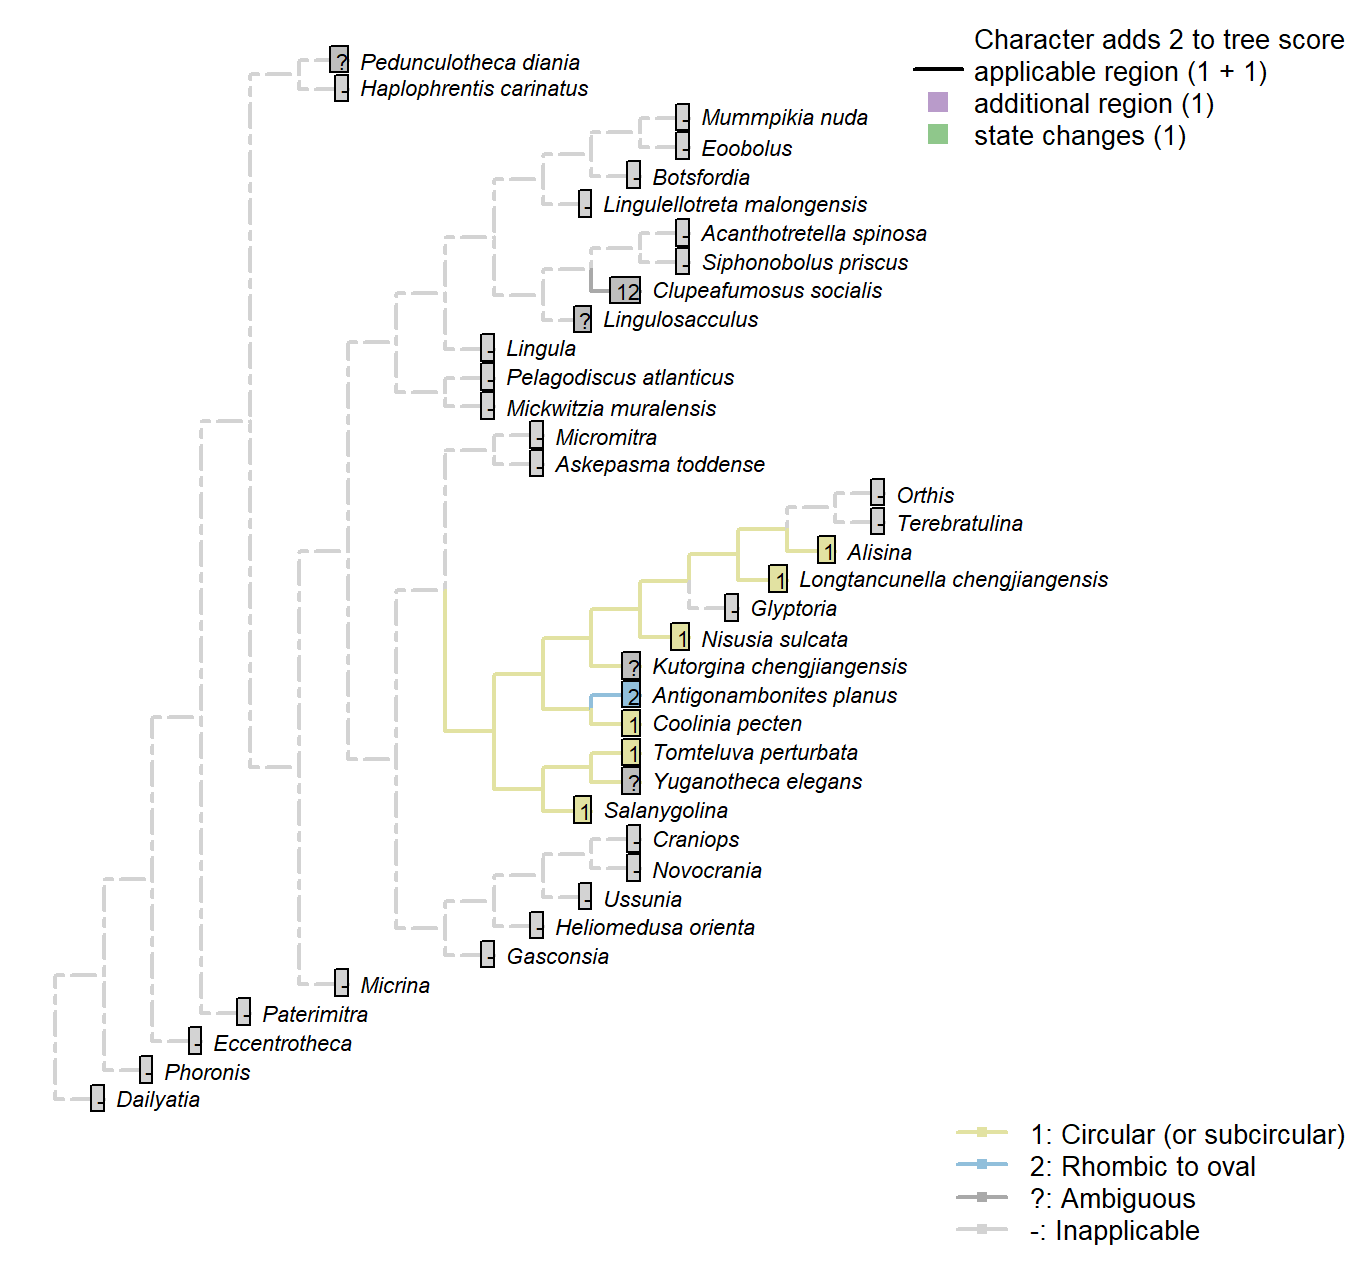 Character adds 2 to tree score
applicable region (1 + 1)
additional region (1)
state changes (1)
? Pedunculotheca diania
- Haplophrentis carinatus
- Mummpikia nuda
- Eoobolus
- Botsfordia
- Lingulellotreta malongensis
- Acanthotretella spinosa
- Siphonobolus priscus
12 Clupeafumosus socialis
? Lingulosacculus
- Lingula
- Pelagodiscus atlanticus
- Mickwitzia muralensis
- Micromitra
- Askepasma toddense
- Orthis
- Terebratulina
1 Alisina
1 Longtancunella chengjiangensis
- Glyptoria
1 Nisusia sulcata
? Kutorgina chengjiangensis
2 Antigonambonites planus
1 Coolinia pecten
1 Tomteluva perturbata
? Yuganotheca elegans
1 Salanygolina
- Craniops
- Novocrania
- Ussunia
- Heliomedusa orienta
- Gasconsia
- Micrina
- Paterimitra
- Eccentrotheca
- Phoronis
- Dailyatia
1: Circular (or subcircular)
2: Rhombic to oval
?: Ambiguous
-: Inapplicable